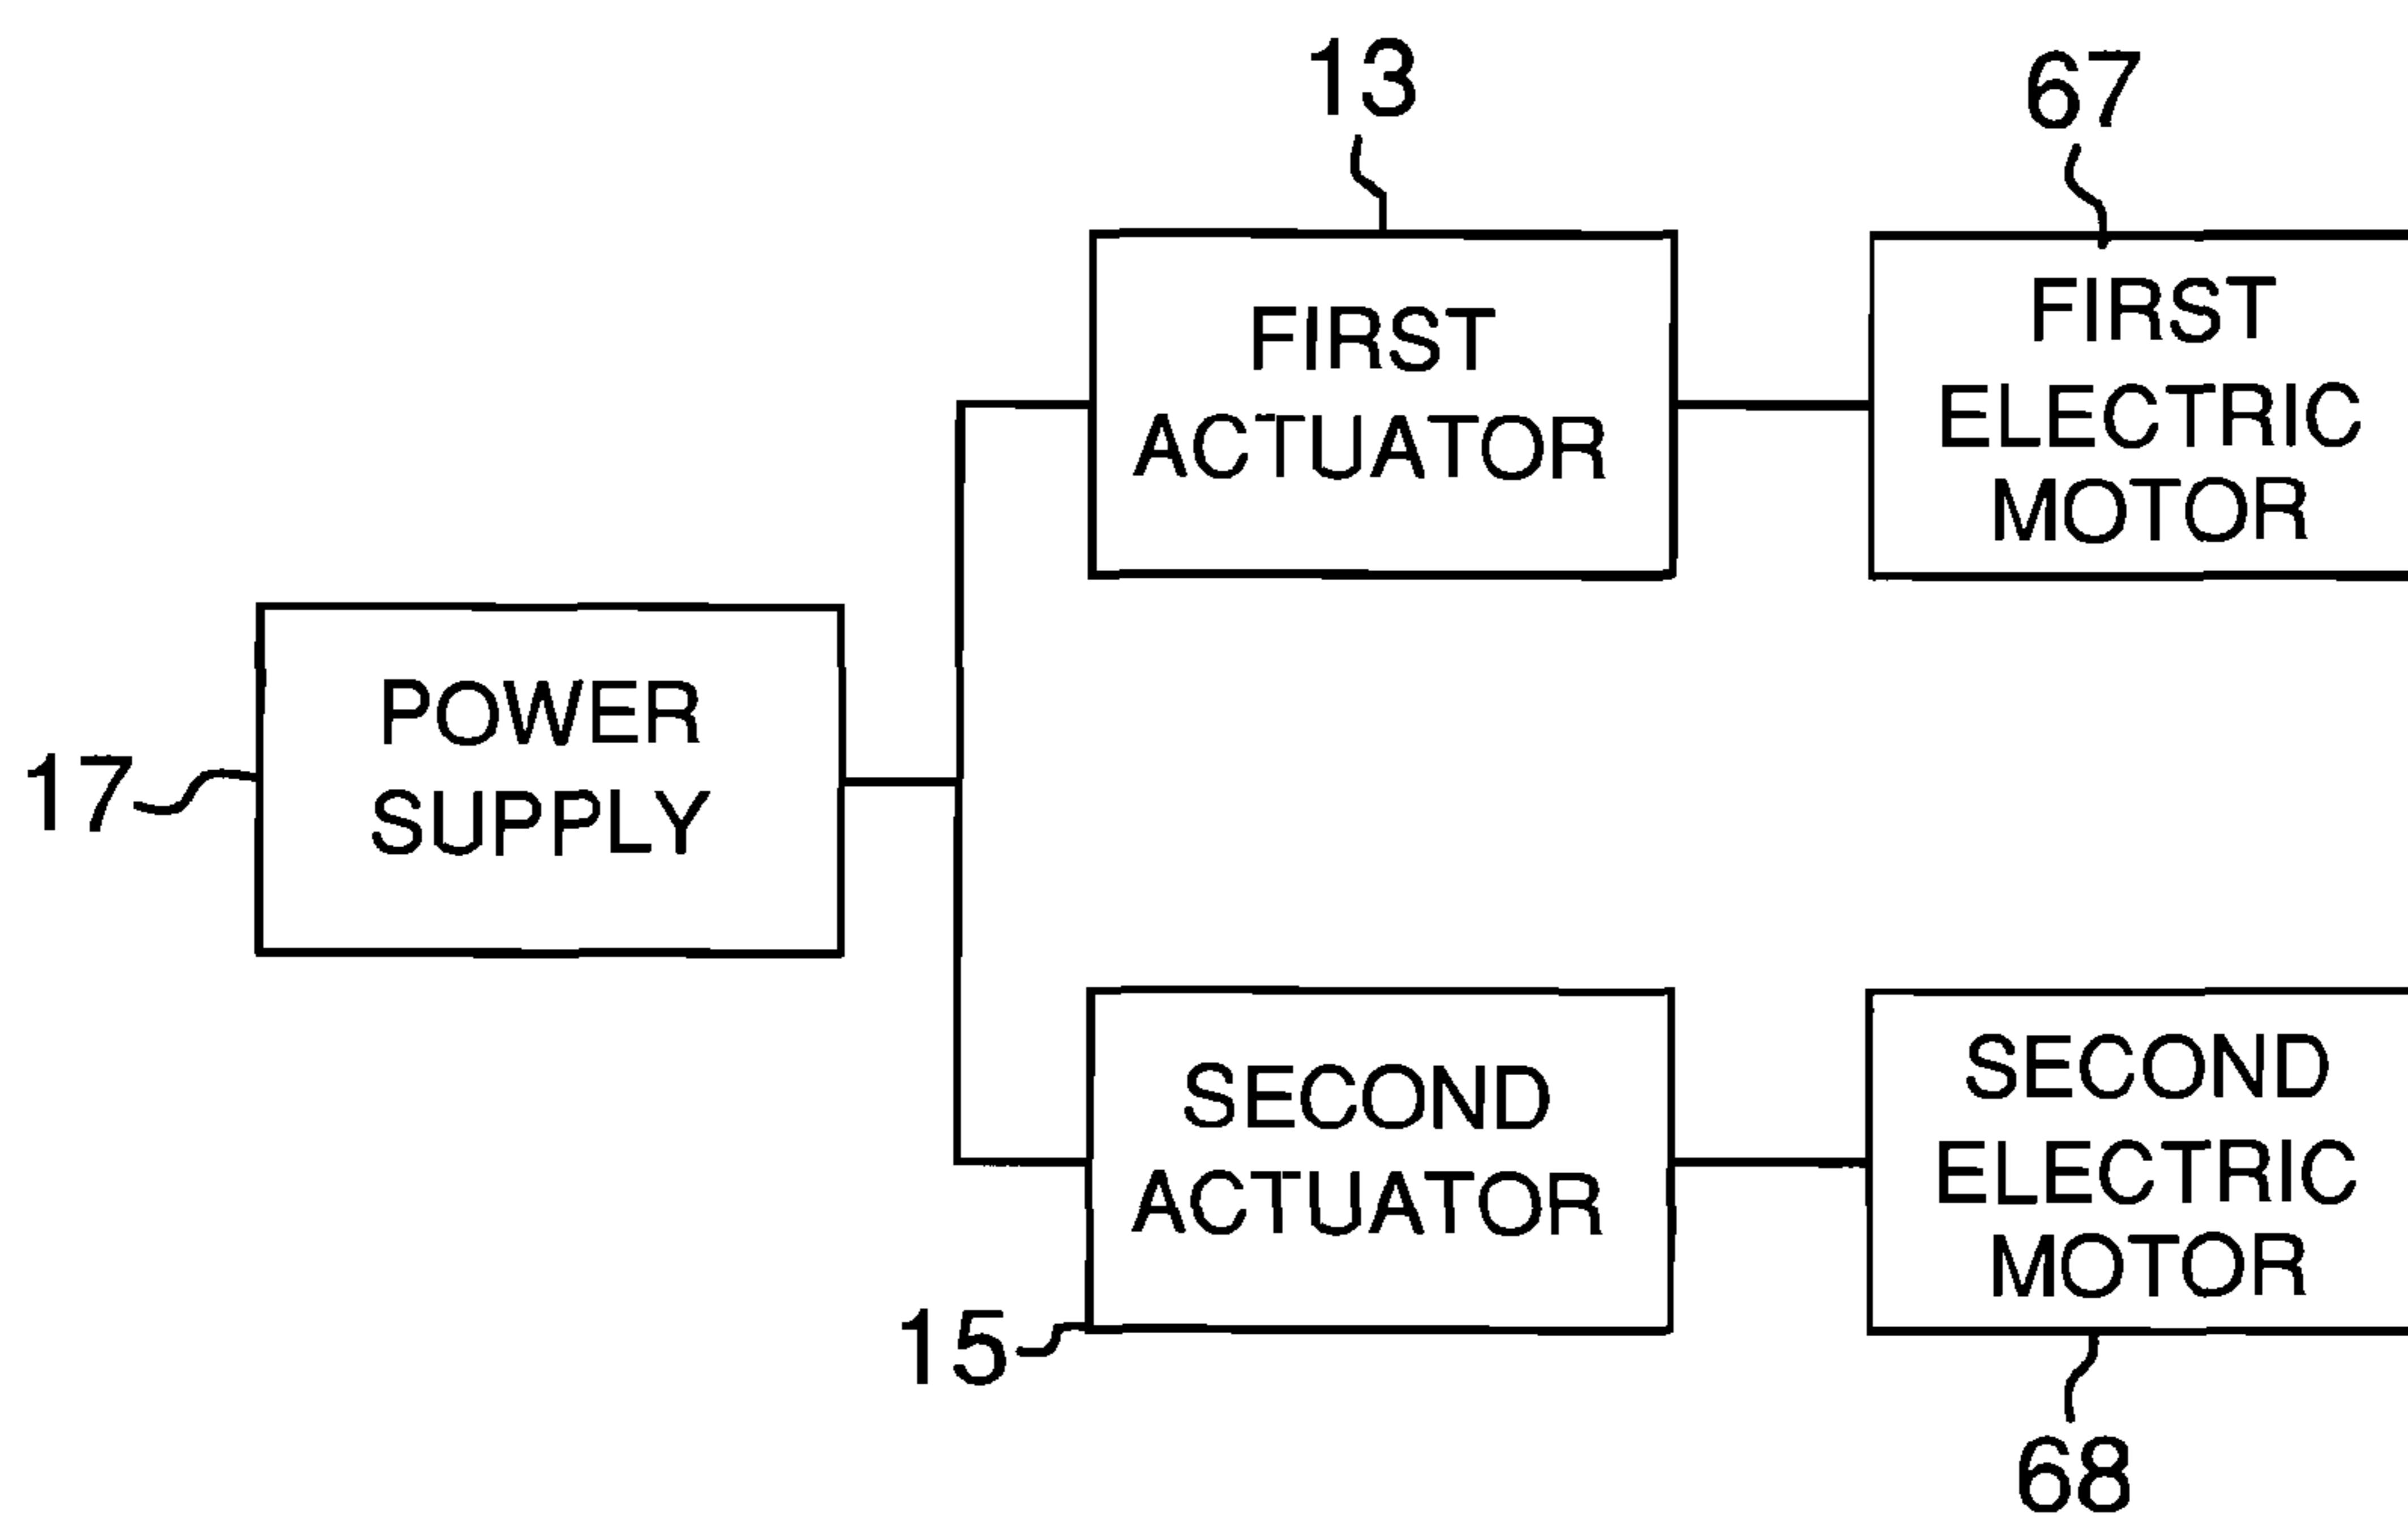 13
67
FIRST
ACTUATOR
FIRST
ELECTRIC
MOTOR
17
POWER
SUPPLY
SECOND
ACTUATOR
15
SECOND
ELECTRIC
MOTOR
68